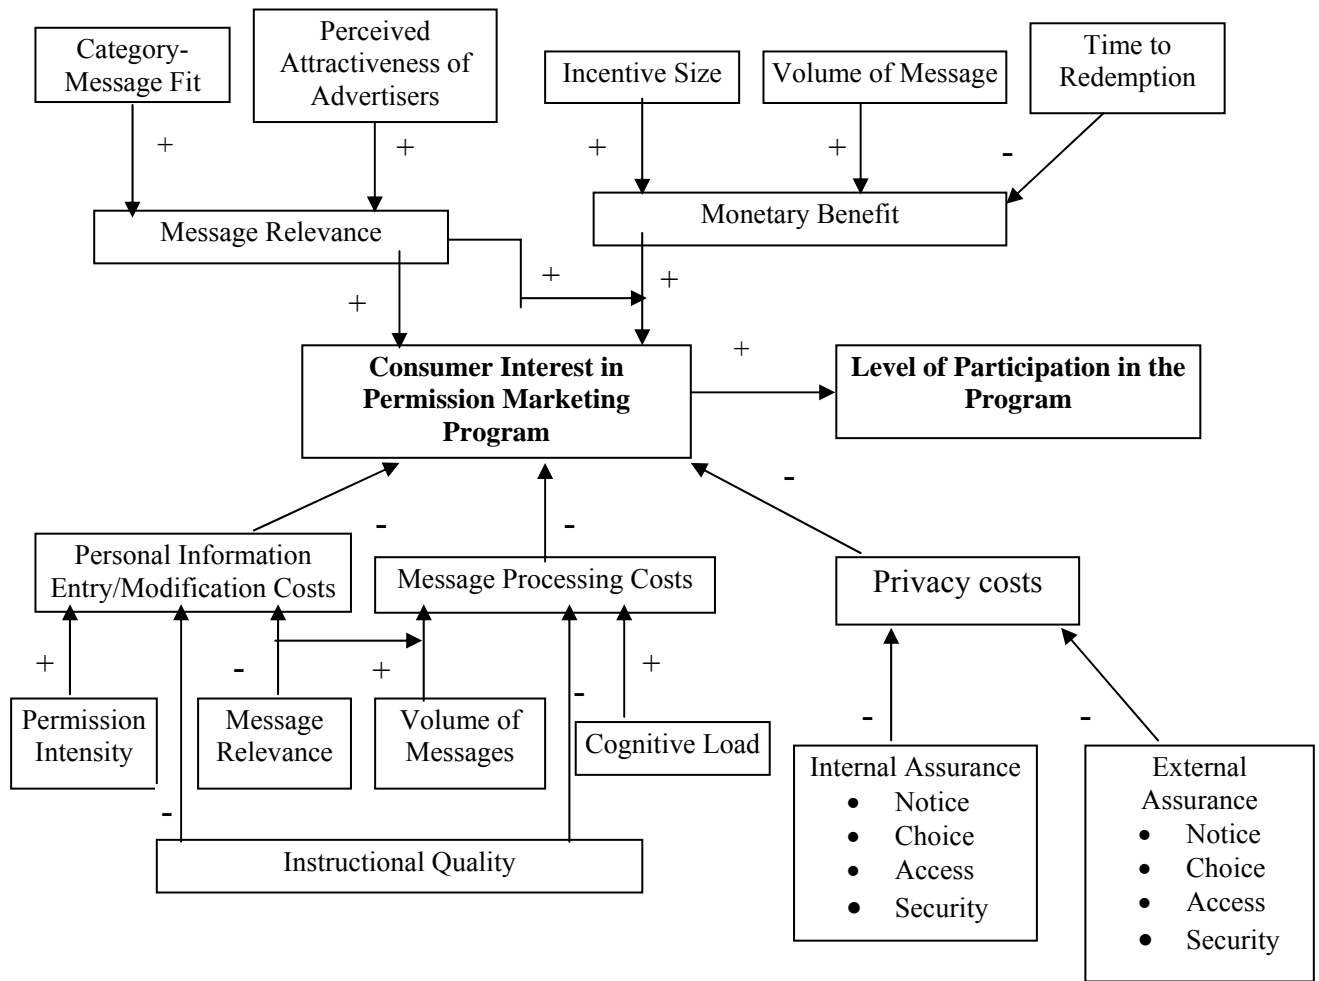 Category-
Message Fit
Perceived
Attractiveness of
Advertisers
Incentive Size
Volume of Message
Time to
Redemption
+
+
+
+
-
Message Relevance
Monetary Benefit
+
+
+
Consumer Interest in
Permission Marketing
Program
+
Level of Participation in the
Program
-
-
-
Personal Information
Entry/Modification Costs
Message Processing Costs
Privacy costs
+
-
+
-
+
-
-
Permission
Intensity
Message
Relevance
Volume of
Messages
Cognitive Load
-
Instructional Quality
Internal Assurance
• Notice
• Choice
• Access
• Security
External
Assurance
• Notice
• Choice
• Access
• Security